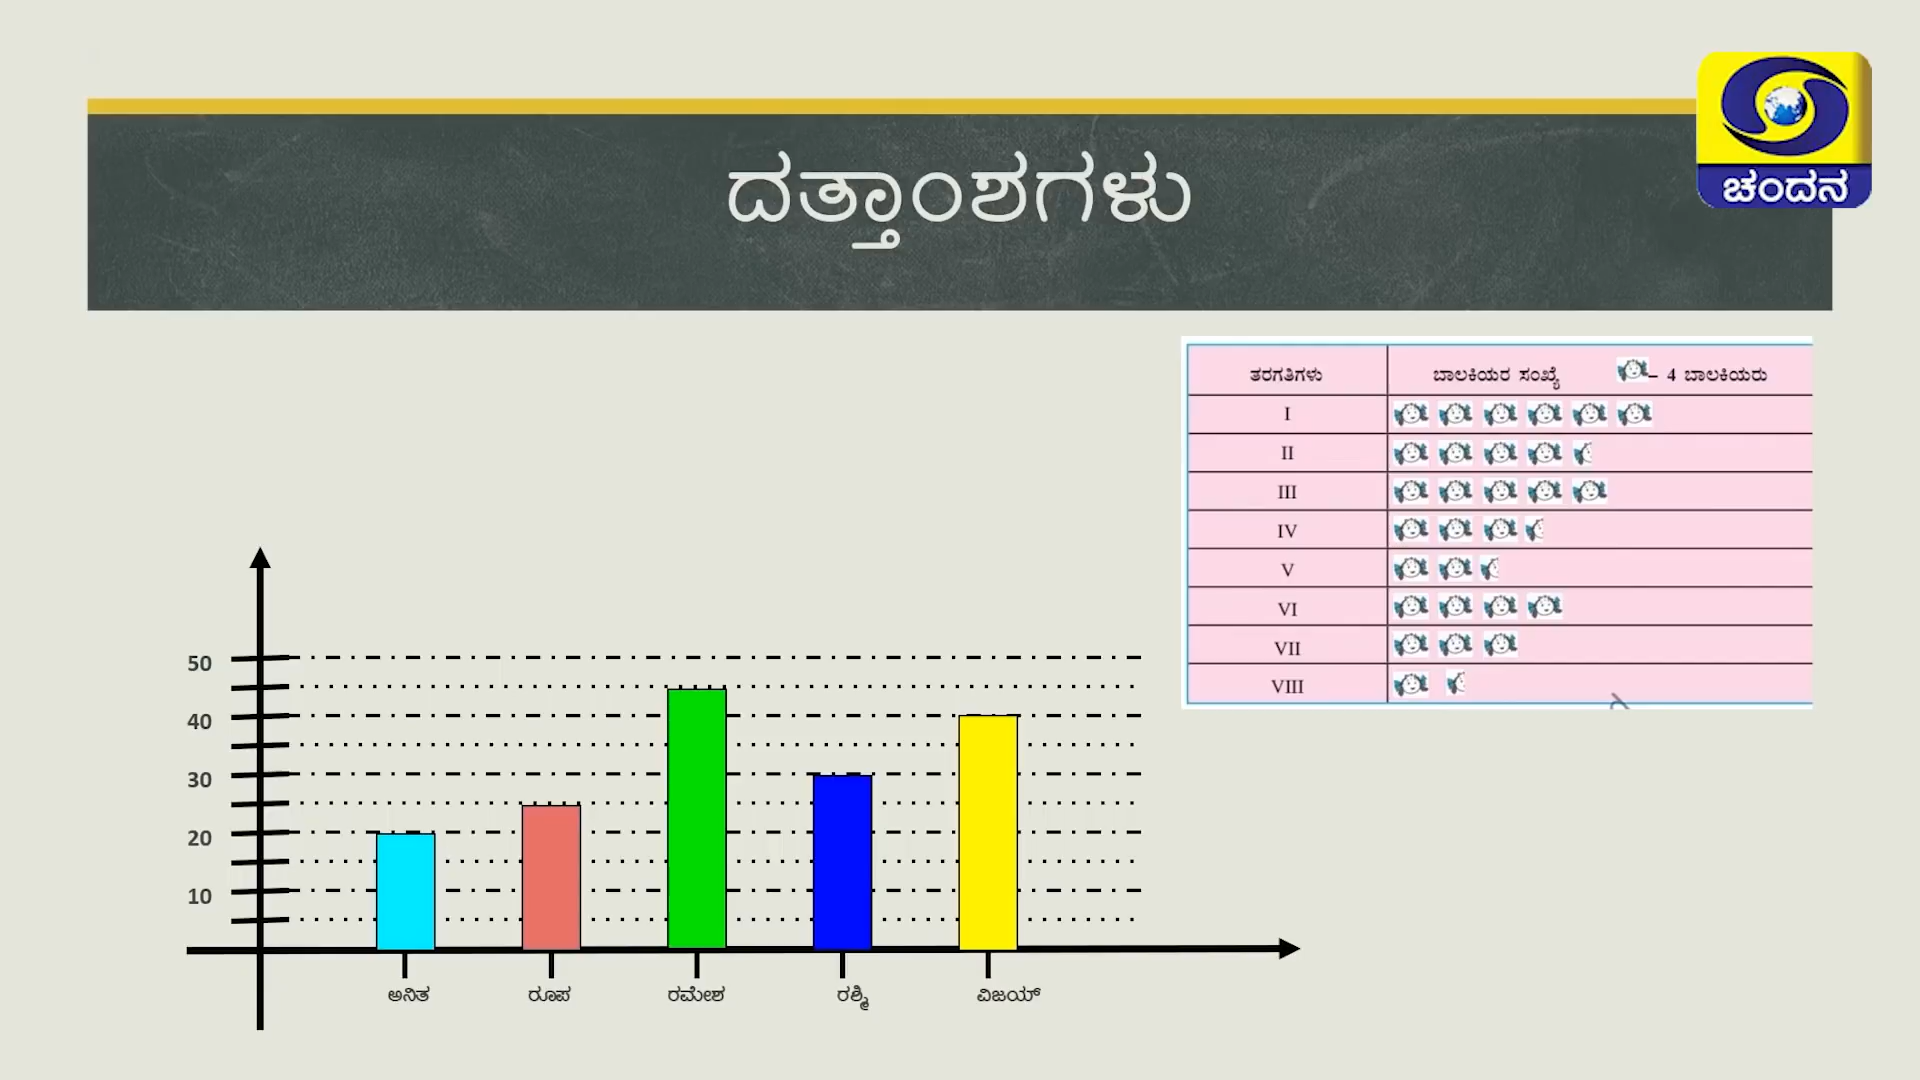 ದತ್ತಾಂಶಗಳು
ಚಂದನ
ತರಗತಿಗಳು ಬಾಲಕಿಯರ ಸಂಖ್ಯೆ – 4 ಬಾಲಕಿಯರು
I
II
III
IV
V
VI
VII
VIII
50
40
30
20
10
ಅನಿತ ರೂಪ ರಮೇಶ ರಶ್ಮಿ ವಿಜಯ್